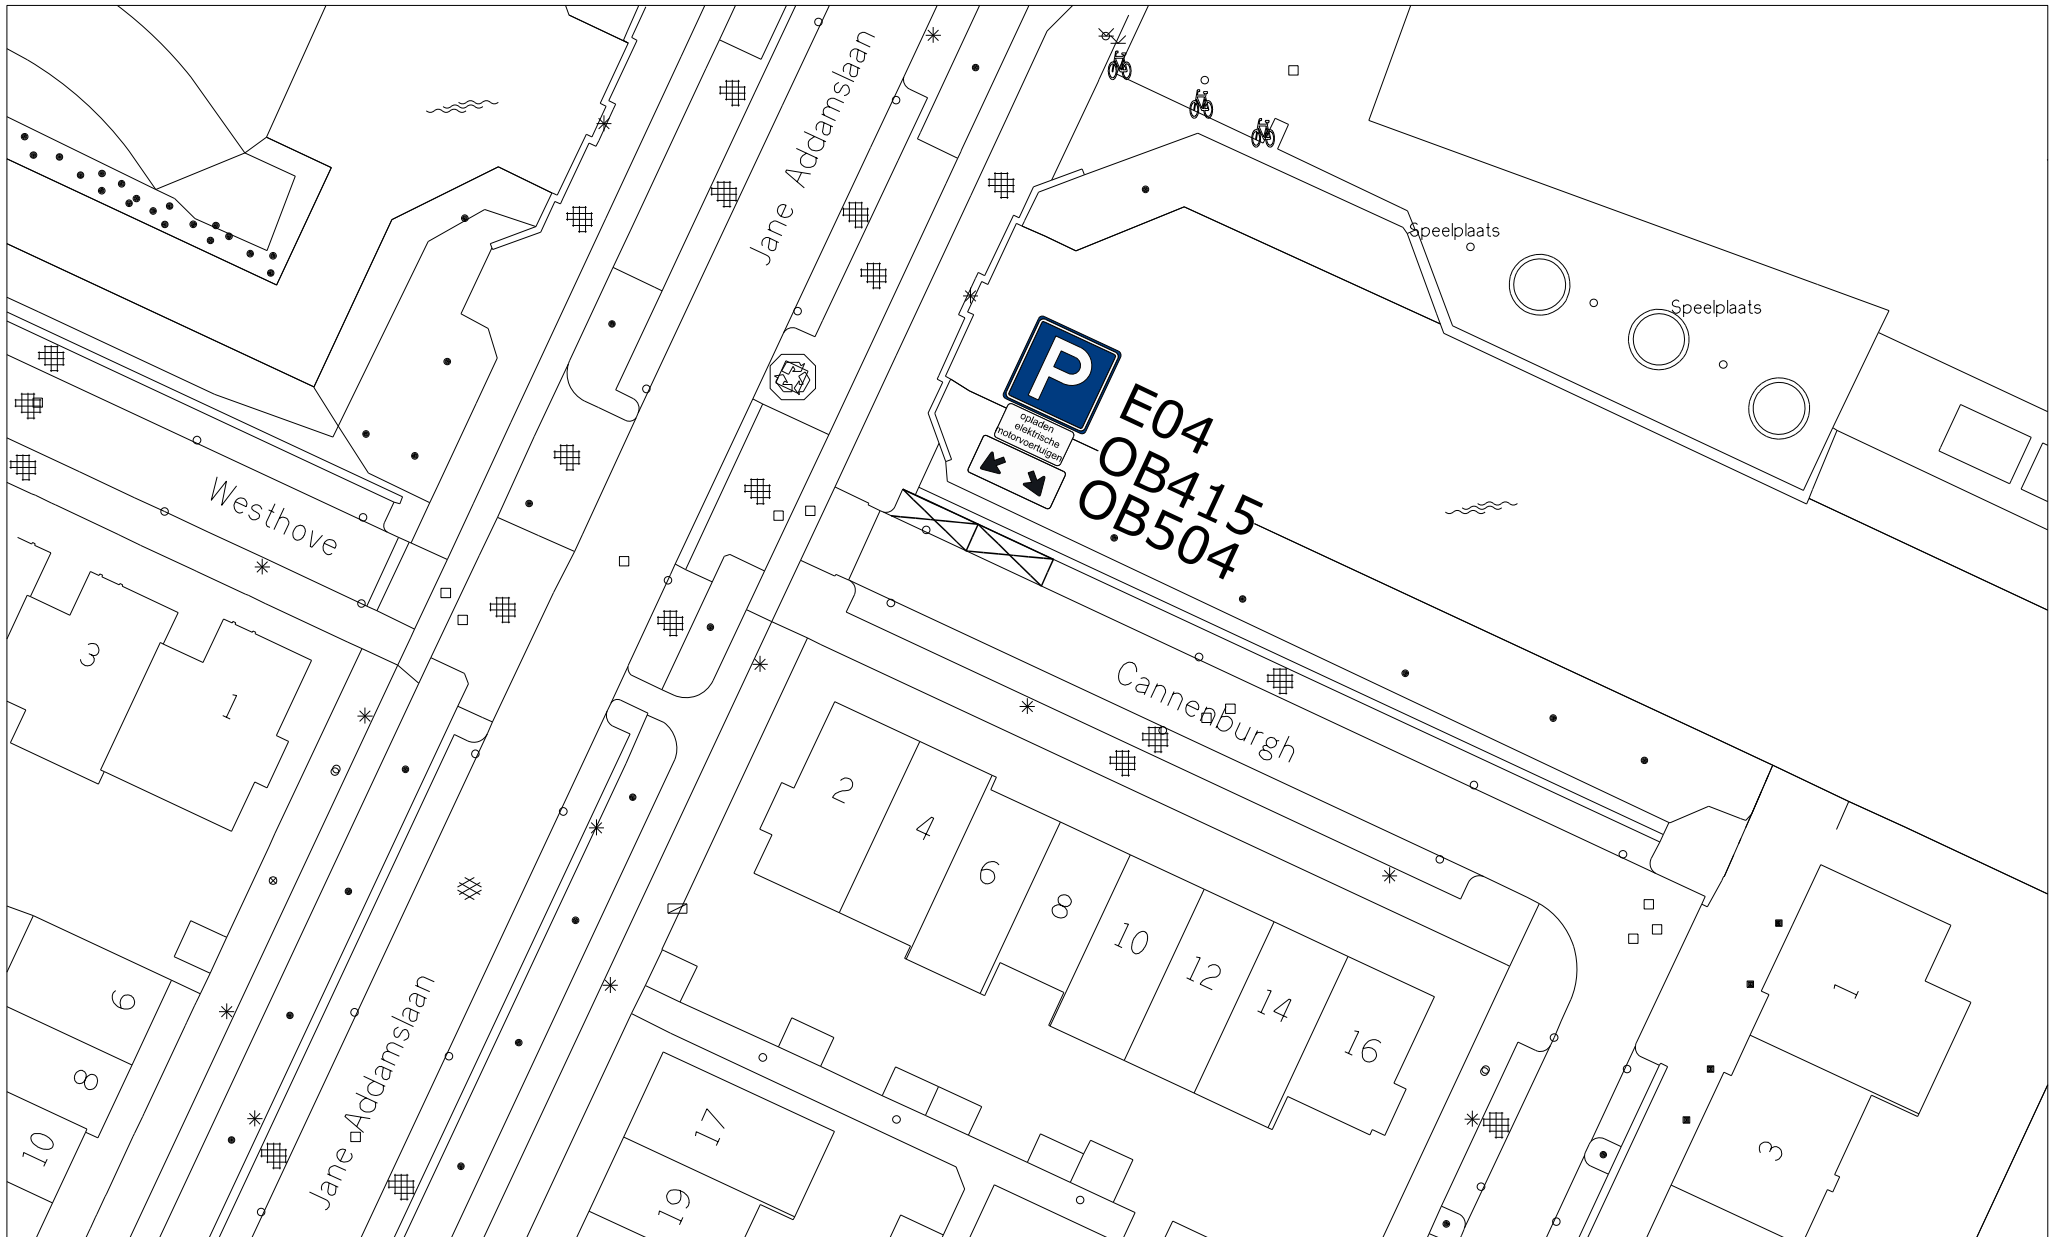 Jane Addamslaan
Speelplaats
Speelplaats
P
E04
opladen
elektrische
motorvoertuigen
OB415
OB504
Westhove
Cannenburgh
3
1
2
4
6
8
10
12
14
16
1
3
6
8
10
Jane Addamslaan
17
19